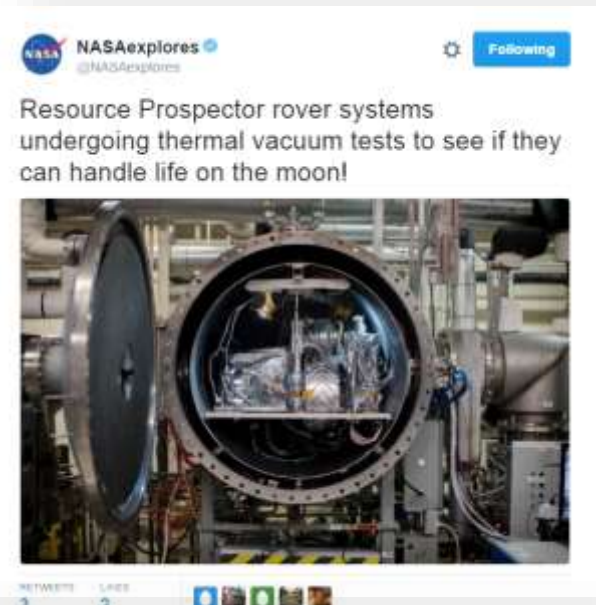 NASA
NASAexplores
@NASAexplores
Following
Resource Prospector rover systems
undergoing thermal vacuum tests to see if they
can handle life on the moon!
RETWEETS LIKES